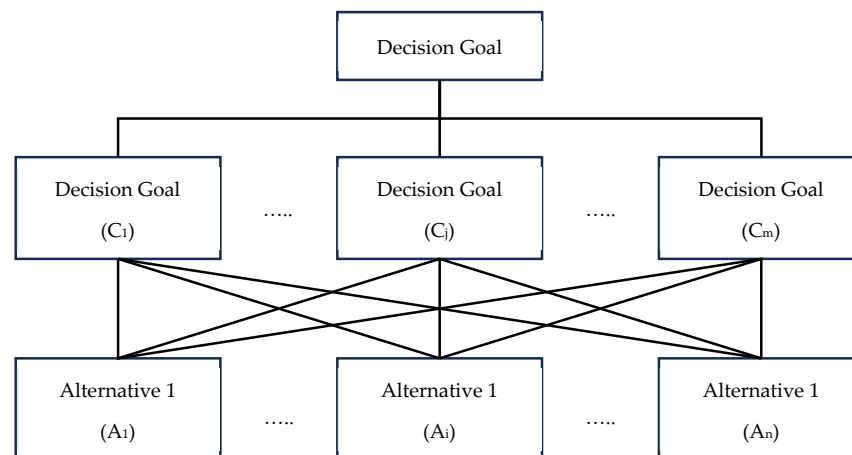 Decision Goal
Decision Goal
(C₁)
.....
Decision Goal
(Cⱼ)
.....
Decision Goal
(Cₘ)
Alternative 1
(A₁)
.....
Alternative 1
(Aᵢ)
.....
Alternative 1
(Aₙ)